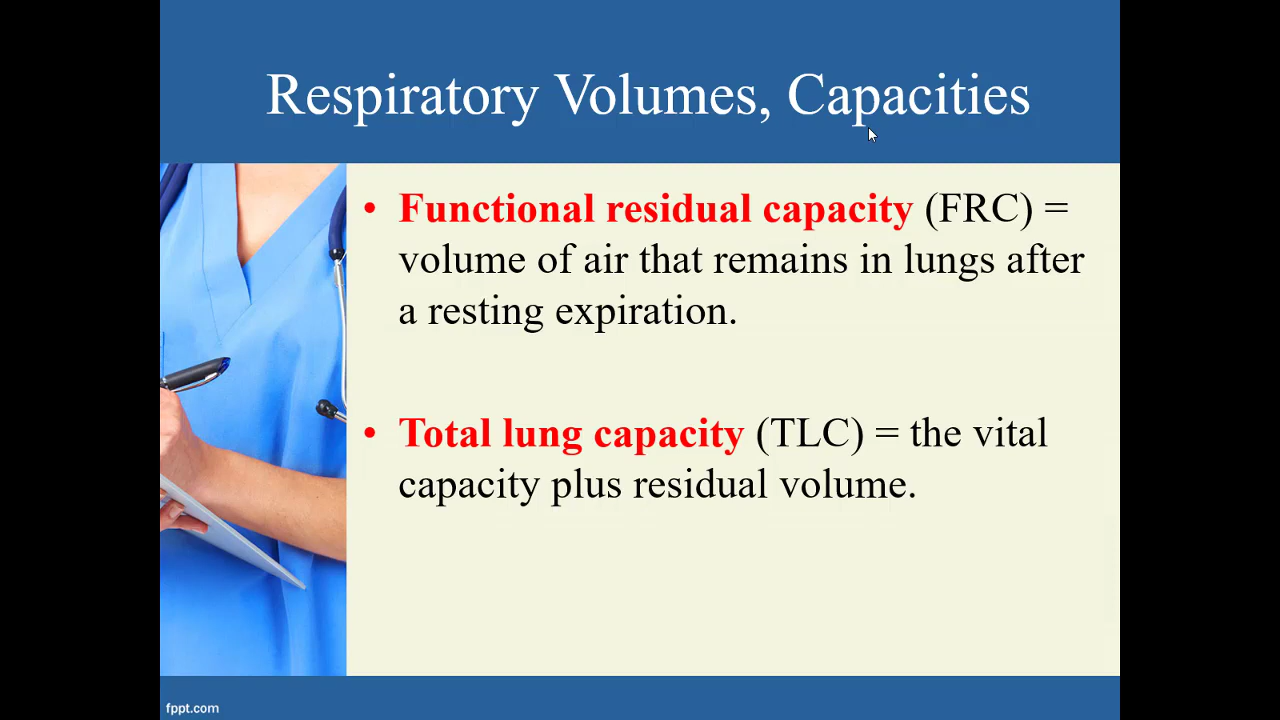 Respiratory Volumes, Capacities
• Functional residual capacity (FRC) =
volume of air that remains in lungs after
a resting expiration.
• Total lung capacity (TLC) = the vital
capacity plus residual volume.
fppt.com